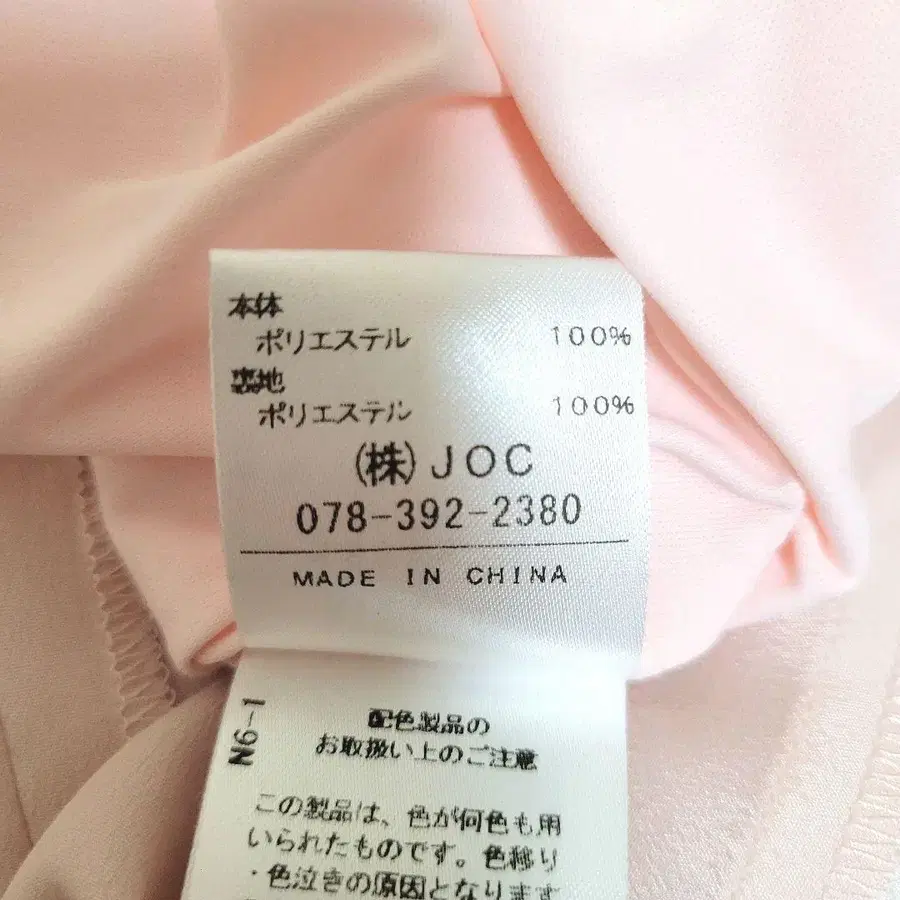 本体
ポリエステル 100%
裏地
ポリエステル 100%
(株)JOC
078-392-2380
MADE IN CHINA
N6-1
配色製品の
お取扱い上のご注意
この製品は、色が何色も用
いられたものです。色移り
・色泣きの原因となります